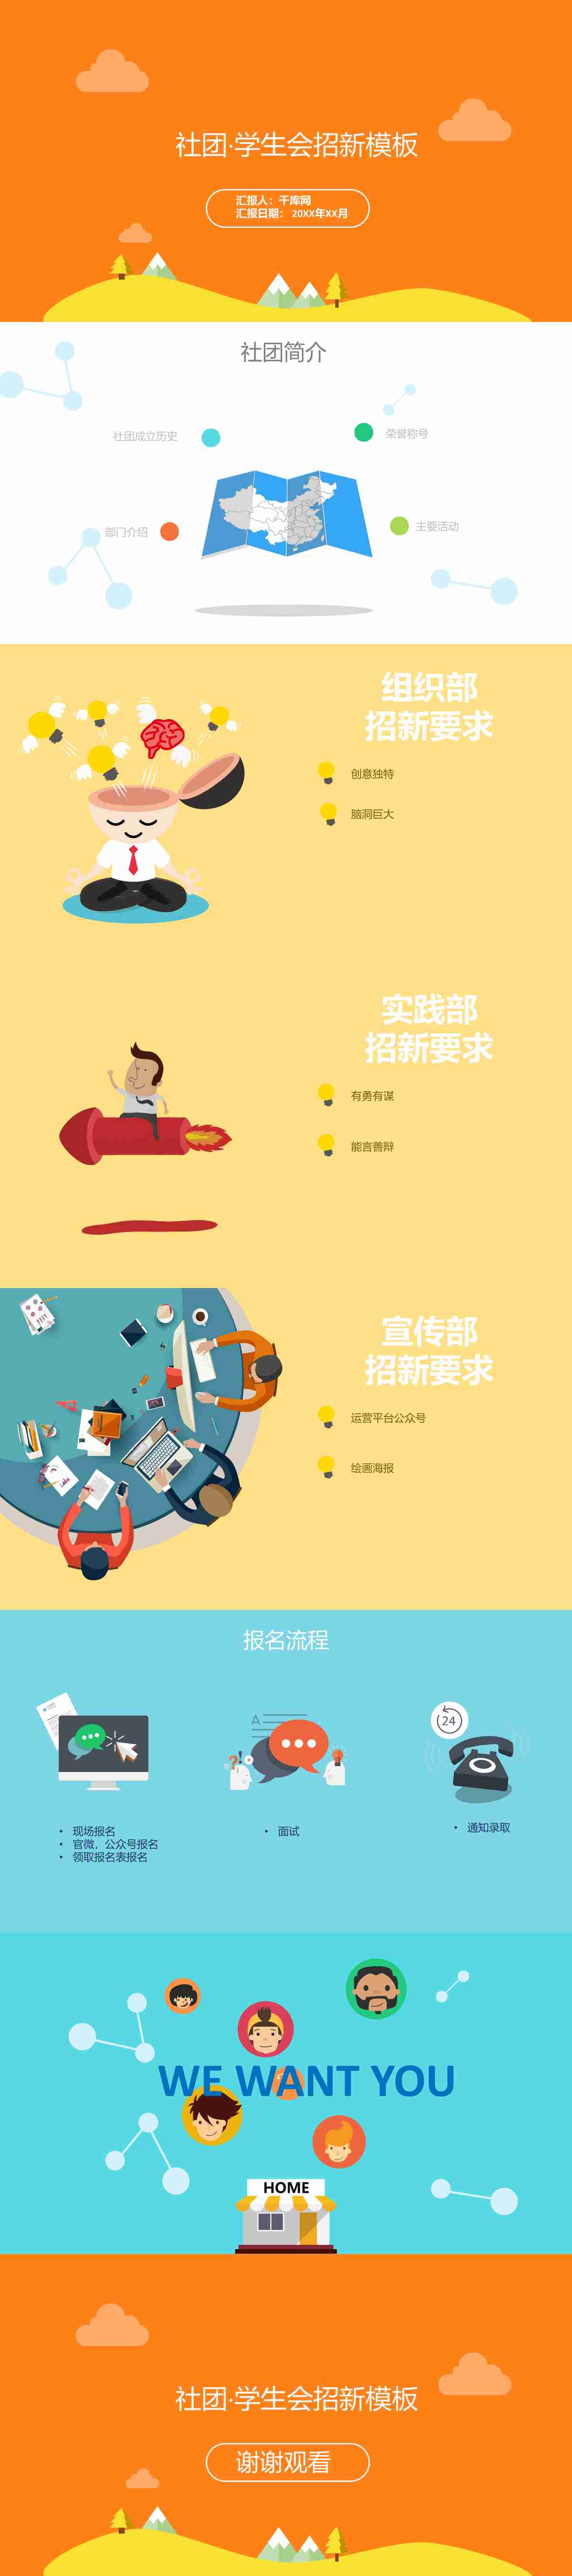 社团·学生会招新模板
汇报人：千库网
汇报日期： 20XX年XX月
社团简介
社团成立历史
荣誉称号
部门介绍
主要活动
组织部
招新要求
创意独特
脑洞巨大
实践部
招新要求
有勇有谋
能言善辩
宣传部
招新要求
运营平台公众号
绘画海报
报名流程
A
24
• 现场报名
• 官微，公众号报名
• 领取报名表报名
• 面试
• 通知录取
WE WANT YOU
HOME
社团·学生会招新模板
谢谢观看